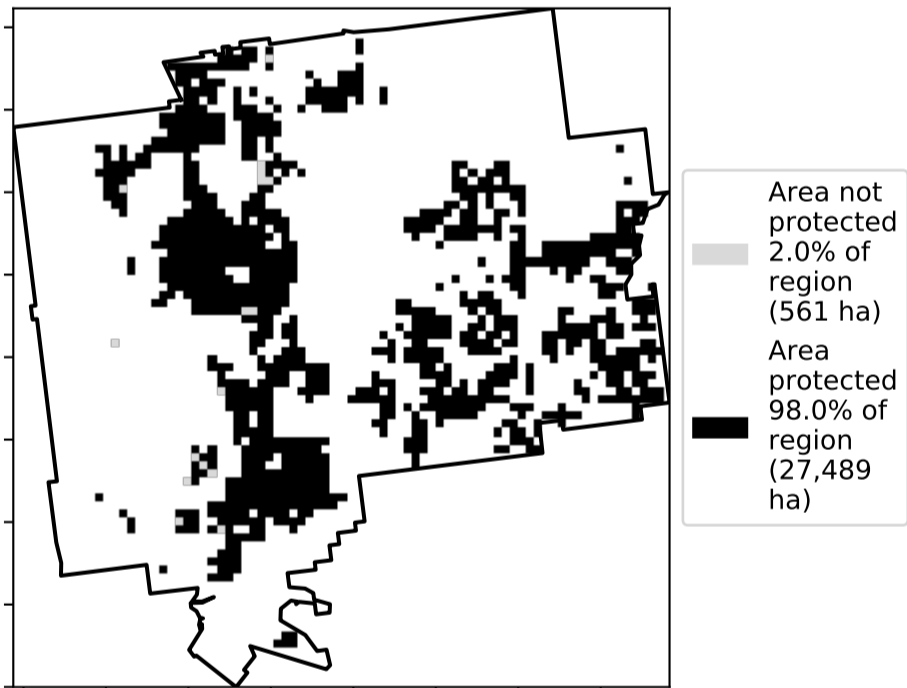 Area not
protected
2.0% of
region
(561 ha)
Area
protected
98.0% of
region
(27,489
ha)